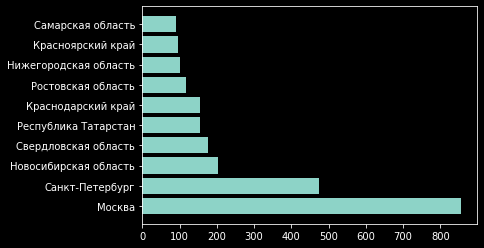 Самарская область
Красноярский край
Нижегородская область
Ростовская область
Краснодарский край
Республика Татарстан
Свердловская область
Новосибирская область
Санкт-Петербург
Москва
0 100 200 300 400 500 600 700 800